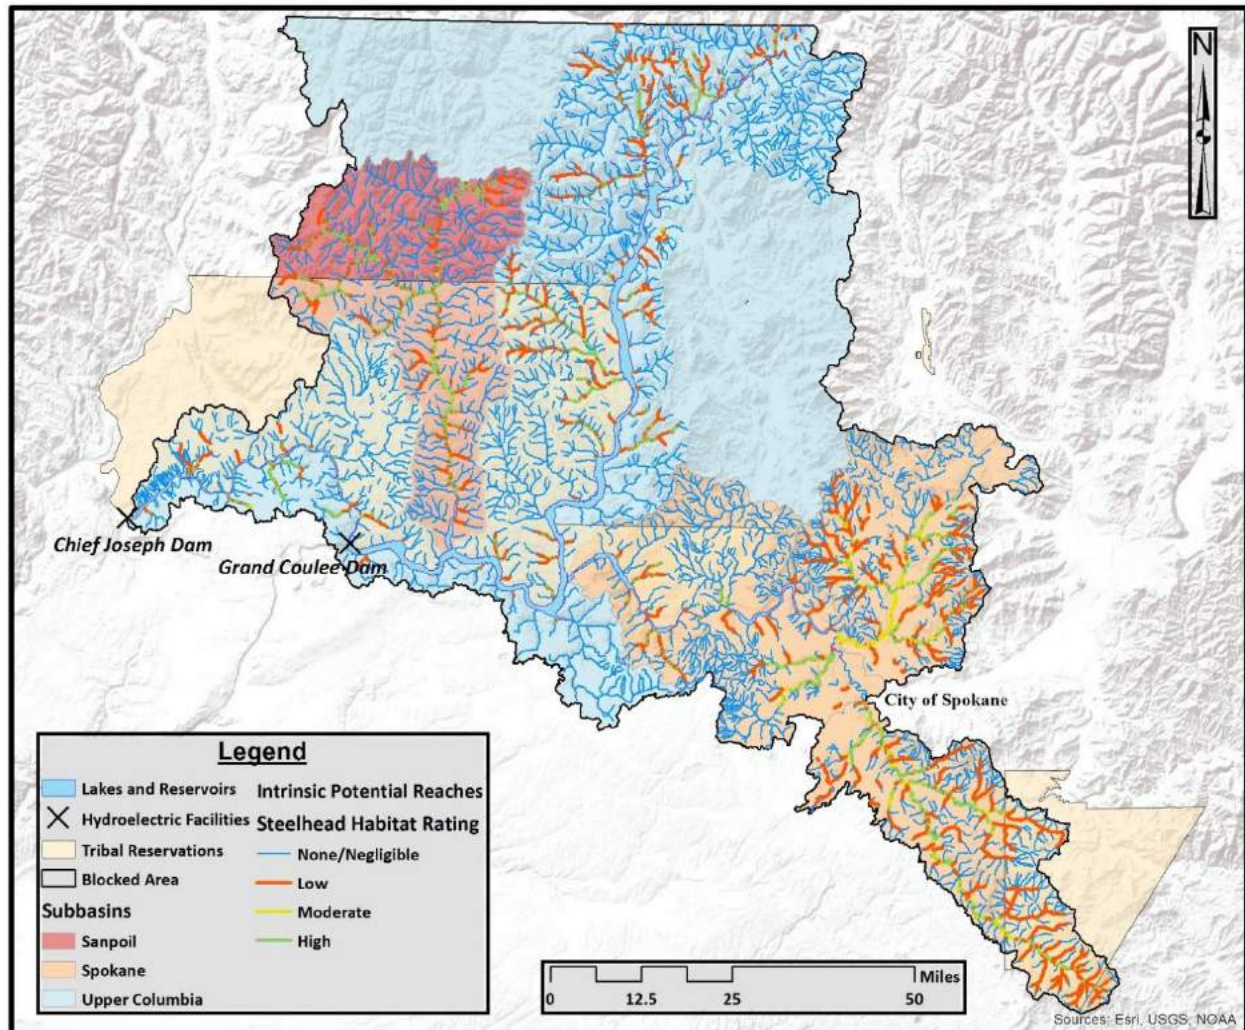 N
Chief Joseph Dam
Grand Coulee Dam
City of Spokane
Legend
Lakes and Reservoirs
Hydroelectric Facilities
Tribal Reservations
Blocked Area
Subbasins
Sanpoil
Spokane
Upper Columbia
Intrinsic Potential Reaches
Steelhead Habitat Rating
None/Negligible
Low
Moderate
High
Miles
0 12.5 25 50
Sources: Esri, USGS, NOAA